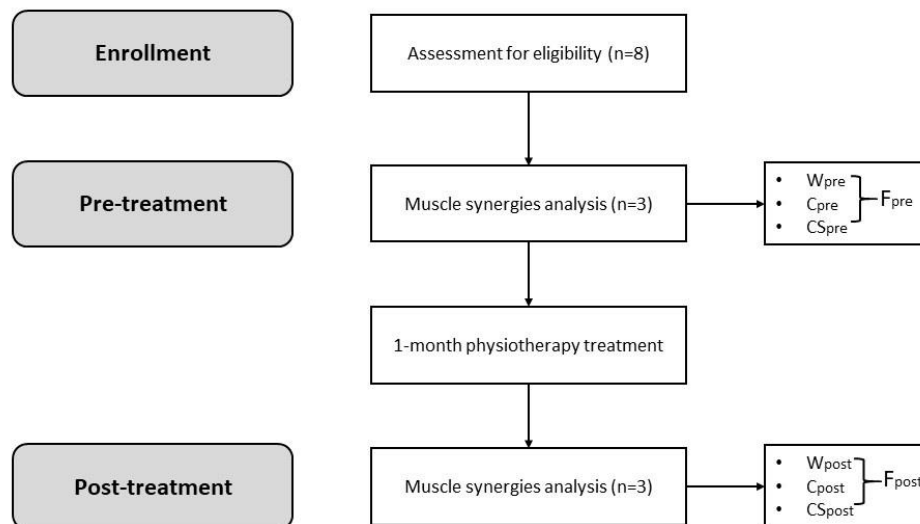 Enrollment
Assessment for eligibility (n=8)
Pre-treatment
Muscle synergies analysis (n=3)
• Wpre
• Cpre
• CSpre
Fpre
1-month physiotherapy treatment
Post-treatment
Muscle synergies analysis (n=3)
• Wpost
• Cpost
• CSpost
Fpost